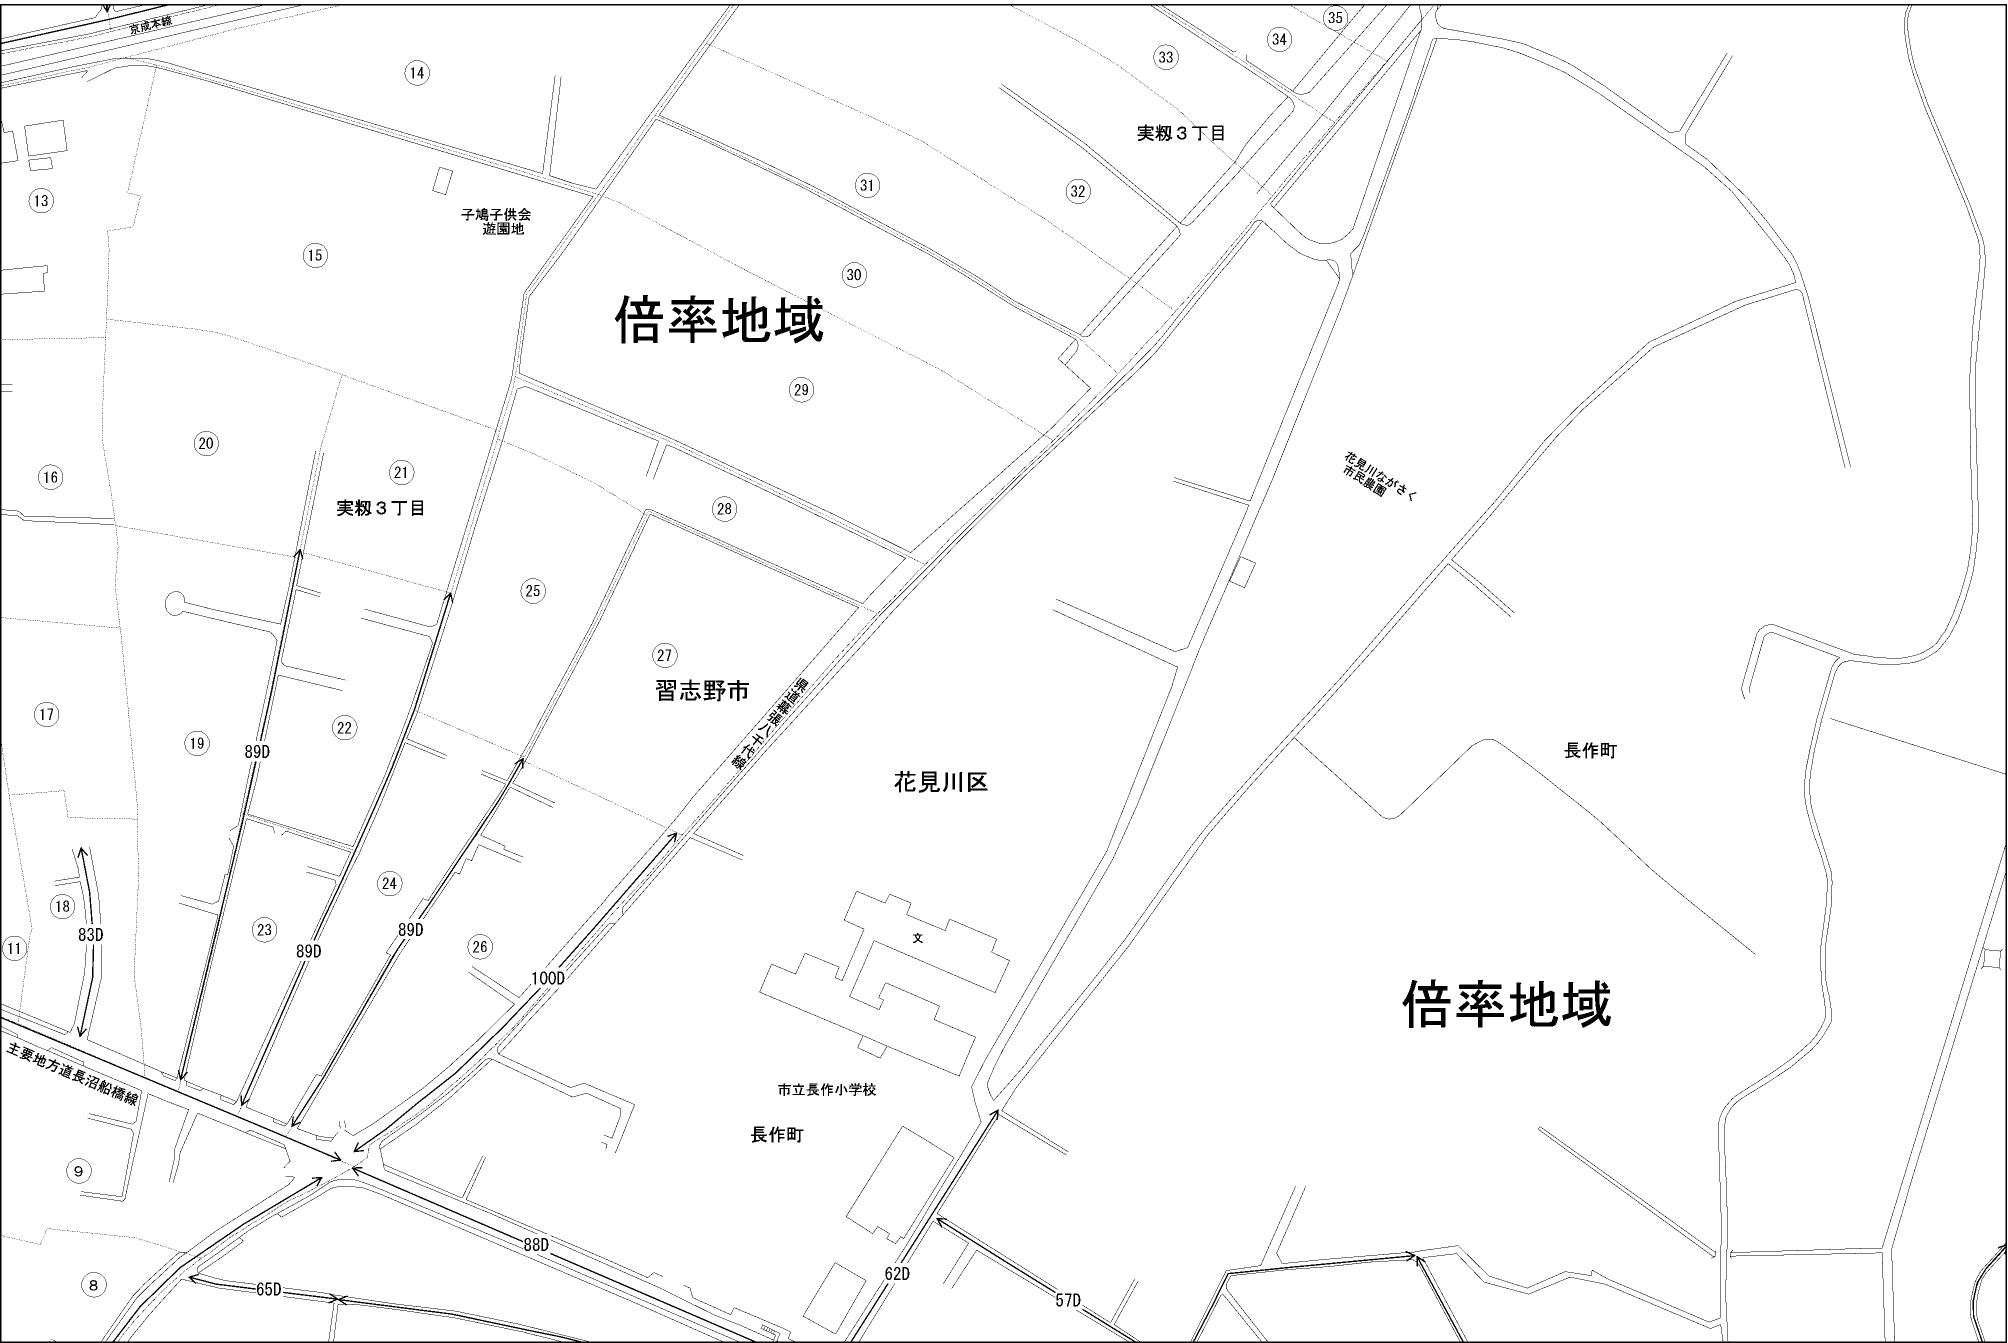 京成本線
35
34
33
14
実籾３丁目
31
32
13
子鳩子供会
遊園地
15
30
倍率地域
29
20
21
16
花見川ながさく
市民農園
実籾３丁目
28
25
27
習志野市
県道幕張八千代線
17
22
19
89D
長作町
花見川区
24
18
83D
23
89D
89D
26
11
文
100D
倍率地域
主要地方道長沼船橋線
市立長作小学校
長作町
9
88D
8
65D
62D
57D